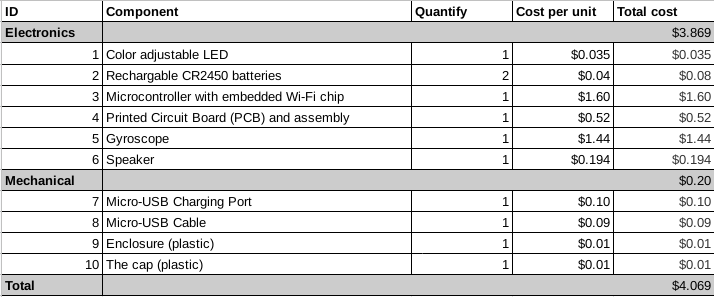 ID Component Quantify Cost per unit Total cost
Electronics $3.869
1 Color adjustable LED 1 $0.035 $0.035
2 Rechargable CR2450 batteries 2 $0.04 $0.08
3 Microcontroller with embedded Wi-Fi chip 1 $1.60 $1.60
4 Printed Circuit Board (PCB) and assembly 1 $0.52 $0.52
5 Gyroscope 1 $1.44 $1.44
6 Speaker 1 $0.194 $0.194
Mechanical $0.20
7 Micro-USB Charging Port 1 $0.10 $0.10
8 Micro-USB Cable 1 $0.09 $0.09
9 Enclosure (plastic) 1 $0.01 $0.01
10 The cap (plastic) 1 $0.01 $0.01
Total $4.069